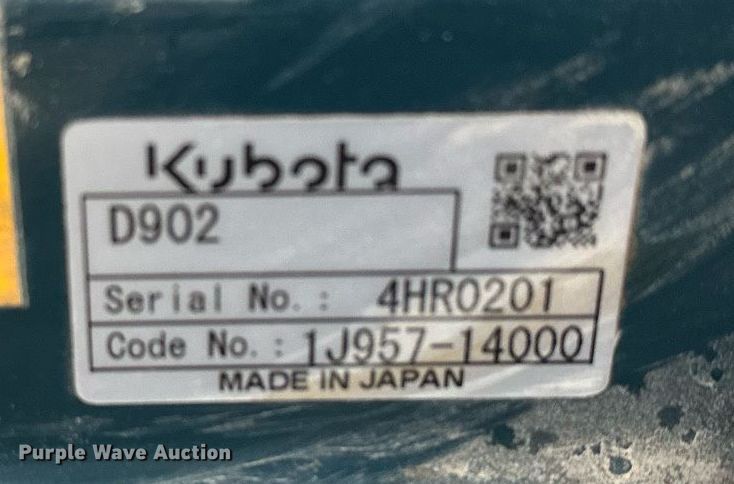 Kubota
D902
Serial No.: 4HR0201
Code No.: 1J957-14000
MADE IN JAPAN
Purple Wave Auction